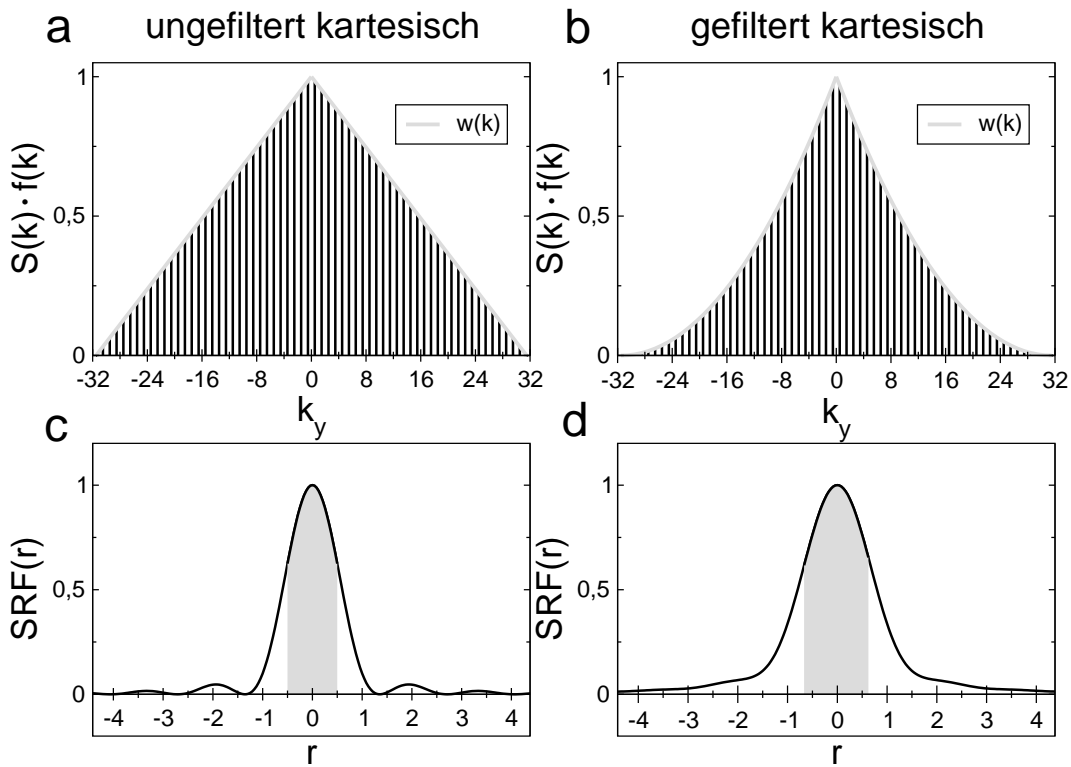 a ungefiltert kartesisch
b gefiltert kartesisch
S(k)·f(k)
1
0,5
0
w(k)
-32 -24 -16 -8 0 8 16 24 32
k_y
S(k)·f(k)
1
0,5
0
w(k)
-32 -24 -16 -8 0 8 16 24 32
k_y
c
SRF(r)
1
0,5
0
-4 -3 -2 -1 0 1 2 3 4
r
d
SRF(r)
1
0,5
0
-4 -3 -2 -1 0 1 2 3 4
r